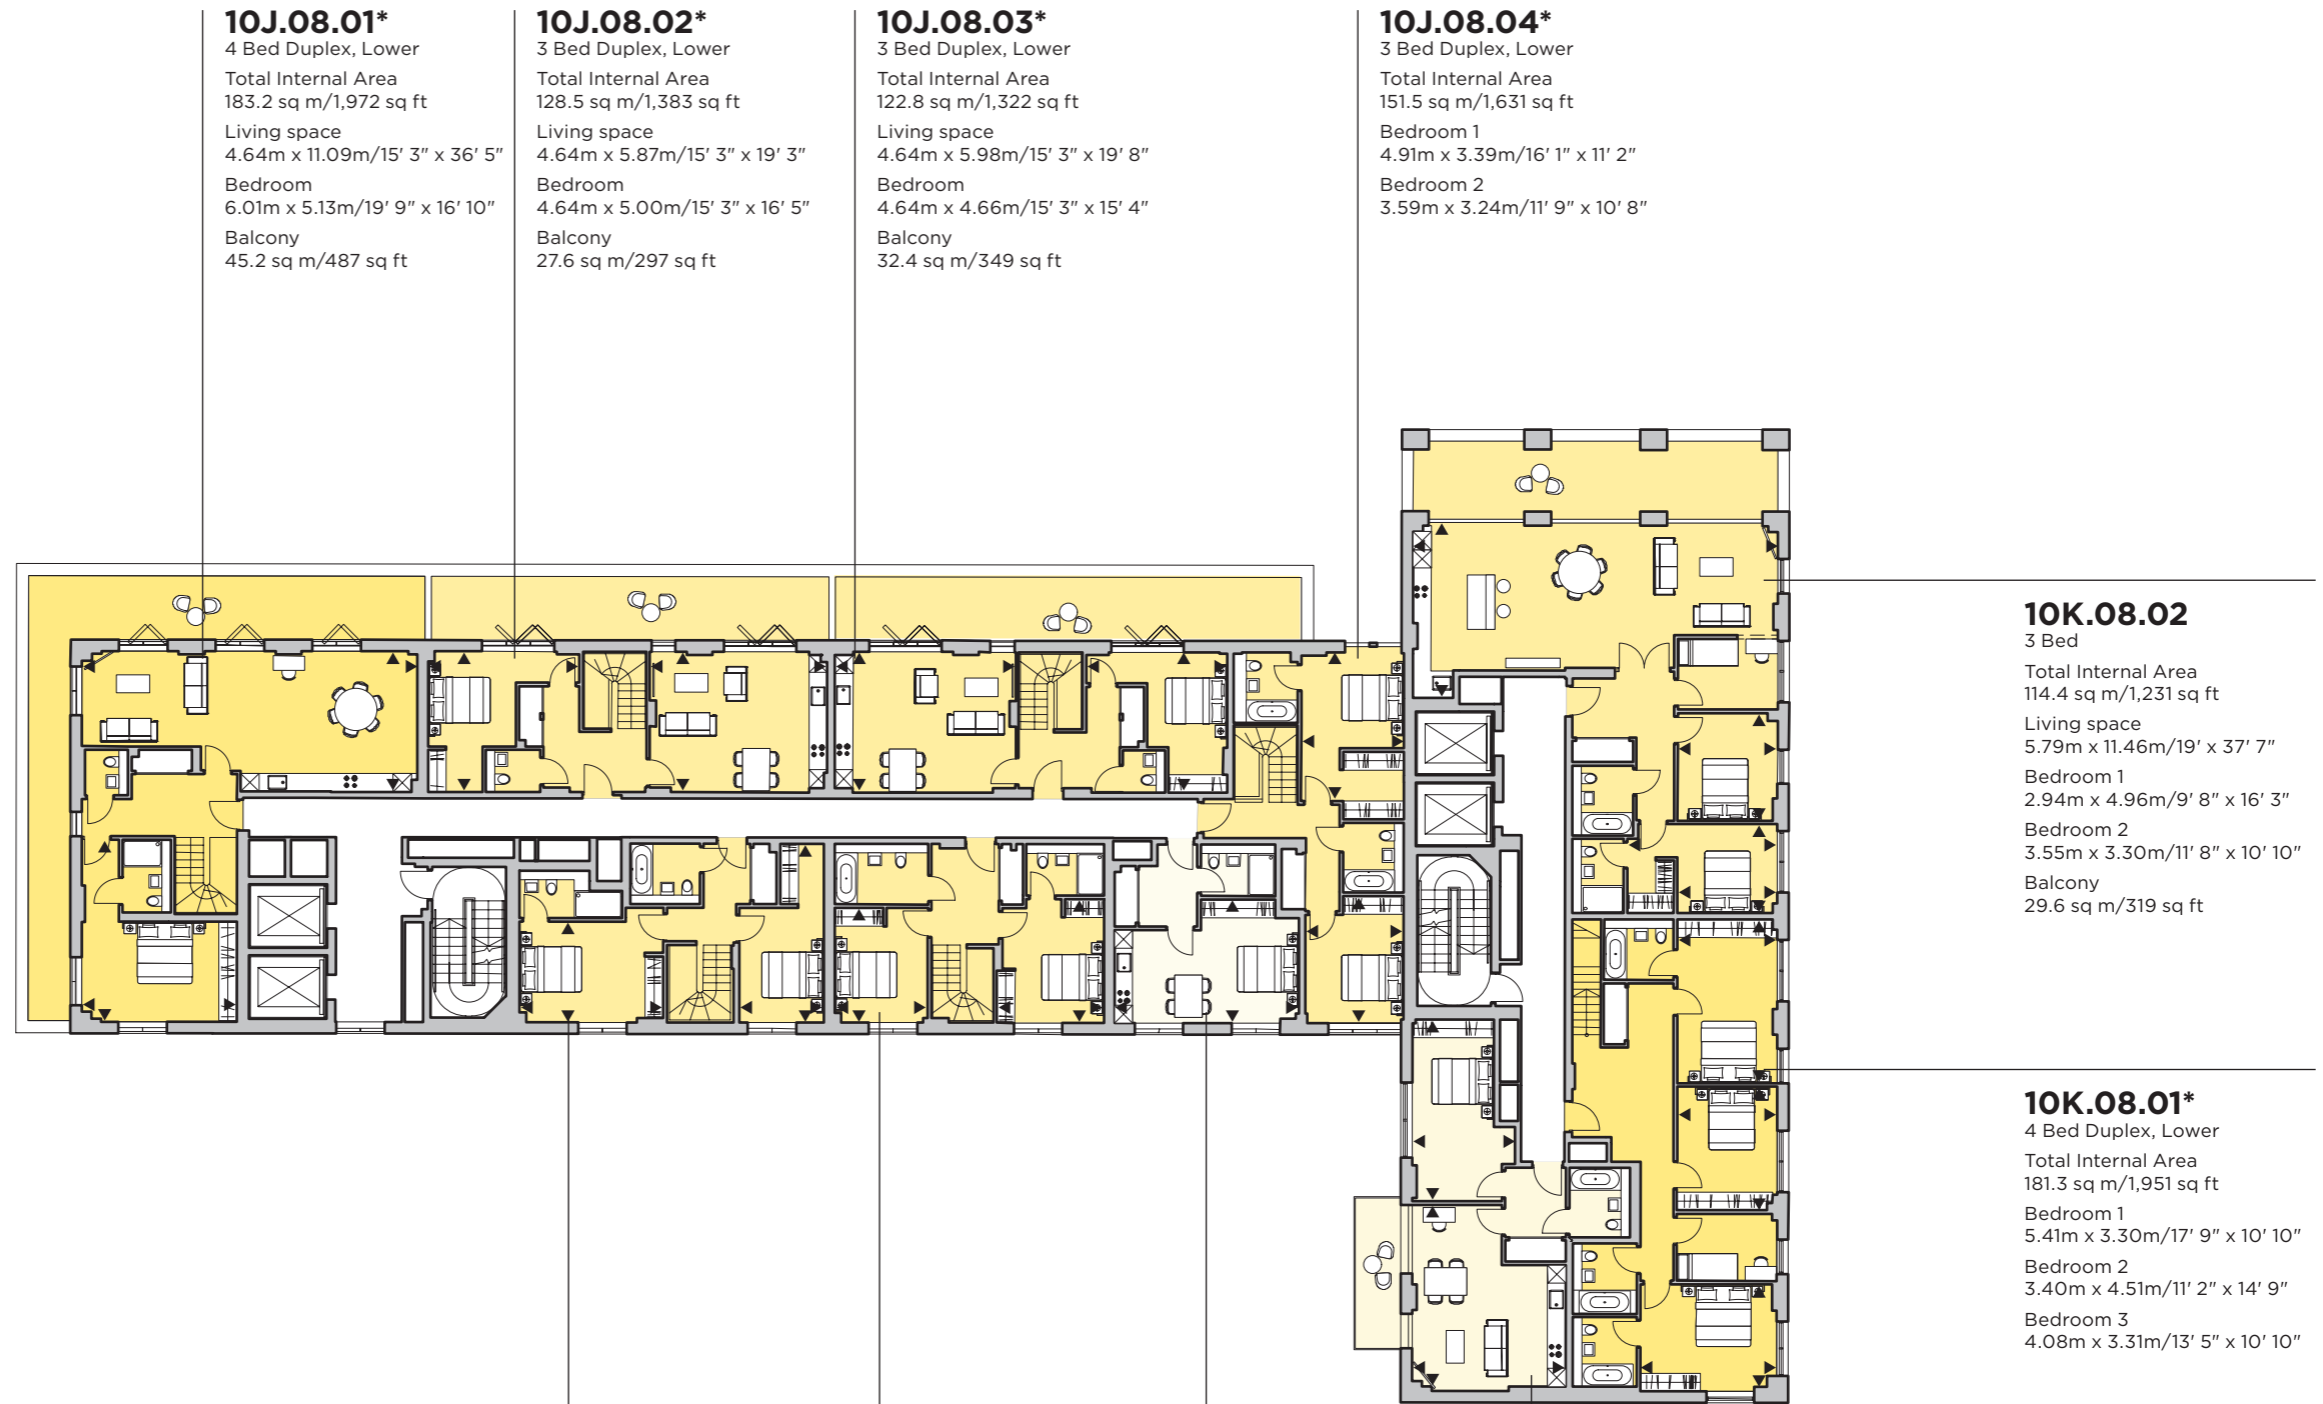 10J.08.01*
4 Bed Duplex, Lower
Total Internal Area
183.2 sq m/1,972 sq ft
Living space
4.64m x 11.09m/15' 3" x 36' 5"
Bedroom
6.01m x 5.13m/19' 9" x 16' 10"
Balcony
45.2 sq m/487 sq ft
10J.08.02*
3 Bed Duplex, Lower
Total Internal Area
128.5 sq m/1,383 sq ft
Living space
4.64m x 5.87m/15' 3" x 19' 3"
Bedroom
4.64m x 5.00m/15' 3" x 16' 5"
Balcony
27.6 sq m/297 sq ft
10J.08.03*
3 Bed Duplex, Lower
Total Internal Area
122.8 sq m/1,322 sq ft
Living space
4.64m x 5.98m/15' 3" x 19' 8"
Bedroom
4.64m x 4.66m/15' 3" x 15' 4"
Balcony
32.4 sq m/349 sq ft
10J.08.04*
3 Bed Duplex, Lower
Total Internal Area
151.5 sq m/1,631 sq ft
Bedroom 1
4.91m x 3.39m/16' 1" x 11' 2"
Bedroom 2
3.59m x 3.24m/11' 9" x 10' 8"
10K.08.02
3 Bed
Total Internal Area
114.4 sq m/1,231 sq ft
Living space
5.79m x 11.46m/19' x 37' 7"
Bedroom 1
2.94m x 4.96m/9' 8" x 16' 3"
Bedroom 2
3.55m x 3.30m/11' 8" x 10' 10"
Balcony
29.6 sq m/319 sq ft
10K.08.01*
4 Bed Duplex, Lower
Total Internal Area
181.3 sq m/1,951 sq ft
Bedroom 1
5.41m x 3.30m/17' 9" x 10' 10"
Bedroom 2
3.40m x 4.51m/11' 2" x 14' 9"
Bedroom 3
4.08m x 3.31m/13' 5" x 10' 10"